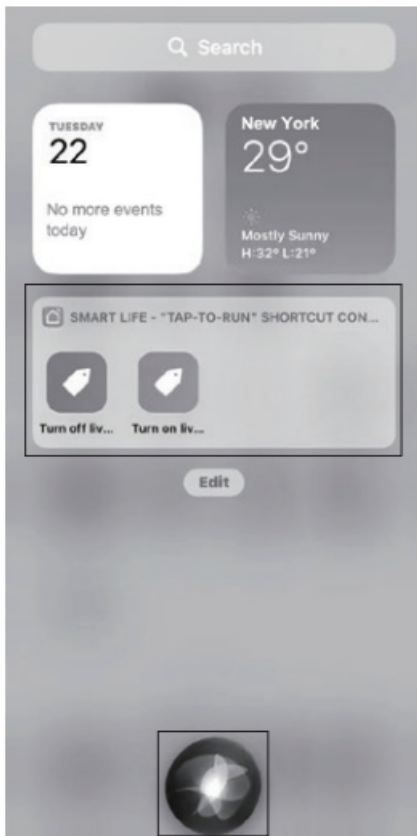 Search
TUESDAY
22
No more events
today
New York
29°
Mostly Sunny
H:32° L:21°
SMART LIFE - "TAP-TO-RUN" SHORTCUT CON...
Turn off liv...
Turn on liv...
Edit